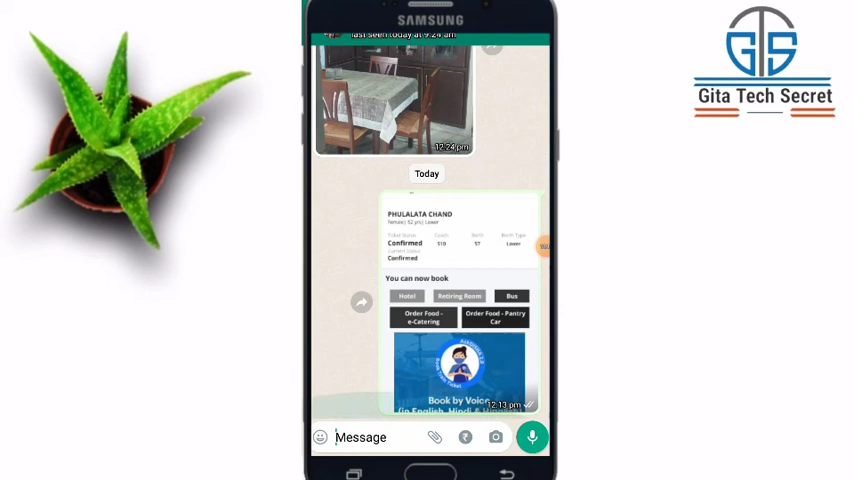 SAMSUNG
last seen today at 9:24 am
GTS
Gita Tech Secret
12:24 pm
Today
PHULALATA CHAND
Female| 52 yrs| Lower
Ticket Status Coach Berth Berth Type
Confirmed S10 57 Lower
Current Status
Confirmed
You can now book
Hotel Retiring Room Bus
Order Food -
e-Catering
Order Food - Pantry
Car
Book by Voice
(in English, Hindi & Hinglish)
12:13 pm
Message